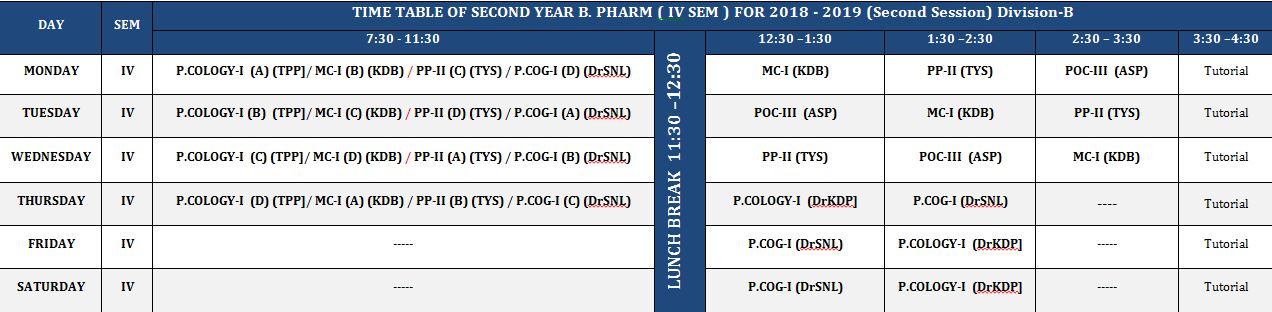 DAY SEM TIME TABLE OF SECOND YEAR B. PHARM ( IV SEM ) FOR 2018 - 2019 (Second Session) Division-B
7:30 - 11:30 LUNCH BREAK 11:30 –12:30 12:30 –1:30 1:30 –2:30 2:30 – 3:30 3:30 –4:30
MONDAY IV P.COLOGY-I (A) (TPP]/ MC-I (B) (KDB) / PP-II (C) (TYS) / P.COG-I (D) (DrSNL) MC-I (KDB) PP-II (TYS) POC-III (ASP) Tutorial
TUESDAY IV P.COLOGY-I (B) (TPP]/ MC-I (C) (KDB) / PP-II (D) (TYS) / P.COG-I (A) (DrSNL) POC-III (ASP) MC-I (KDB) PP-II (TYS) Tutorial
WEDNESDAY IV P.COLOGY-I (C) (TPP]/ MC-I (D) (KDB) / PP-II (A) (TYS) / P.COG-I (B) (DrSNL) PP-II (TYS) POC-III (ASP) MC-I (KDB) Tutorial
THURSDAY IV P.COLOGY-I (D) (TPP]/ MC-I (A) (KDB) / PP-II (B) (TYS) / P.COG-I (C) (DrSNL) P.COLOGY-I (DrKDP] P.COG-I (DrSNL) ---- Tutorial
FRIDAY IV ----- P.COG-I (DrSNL) P.COLOGY-I (DrKDP] ----- Tutorial
SATURDAY IV ----- P.COG-I (DrSNL) P.COLOGY-I (DrKDP] ----- Tutorial